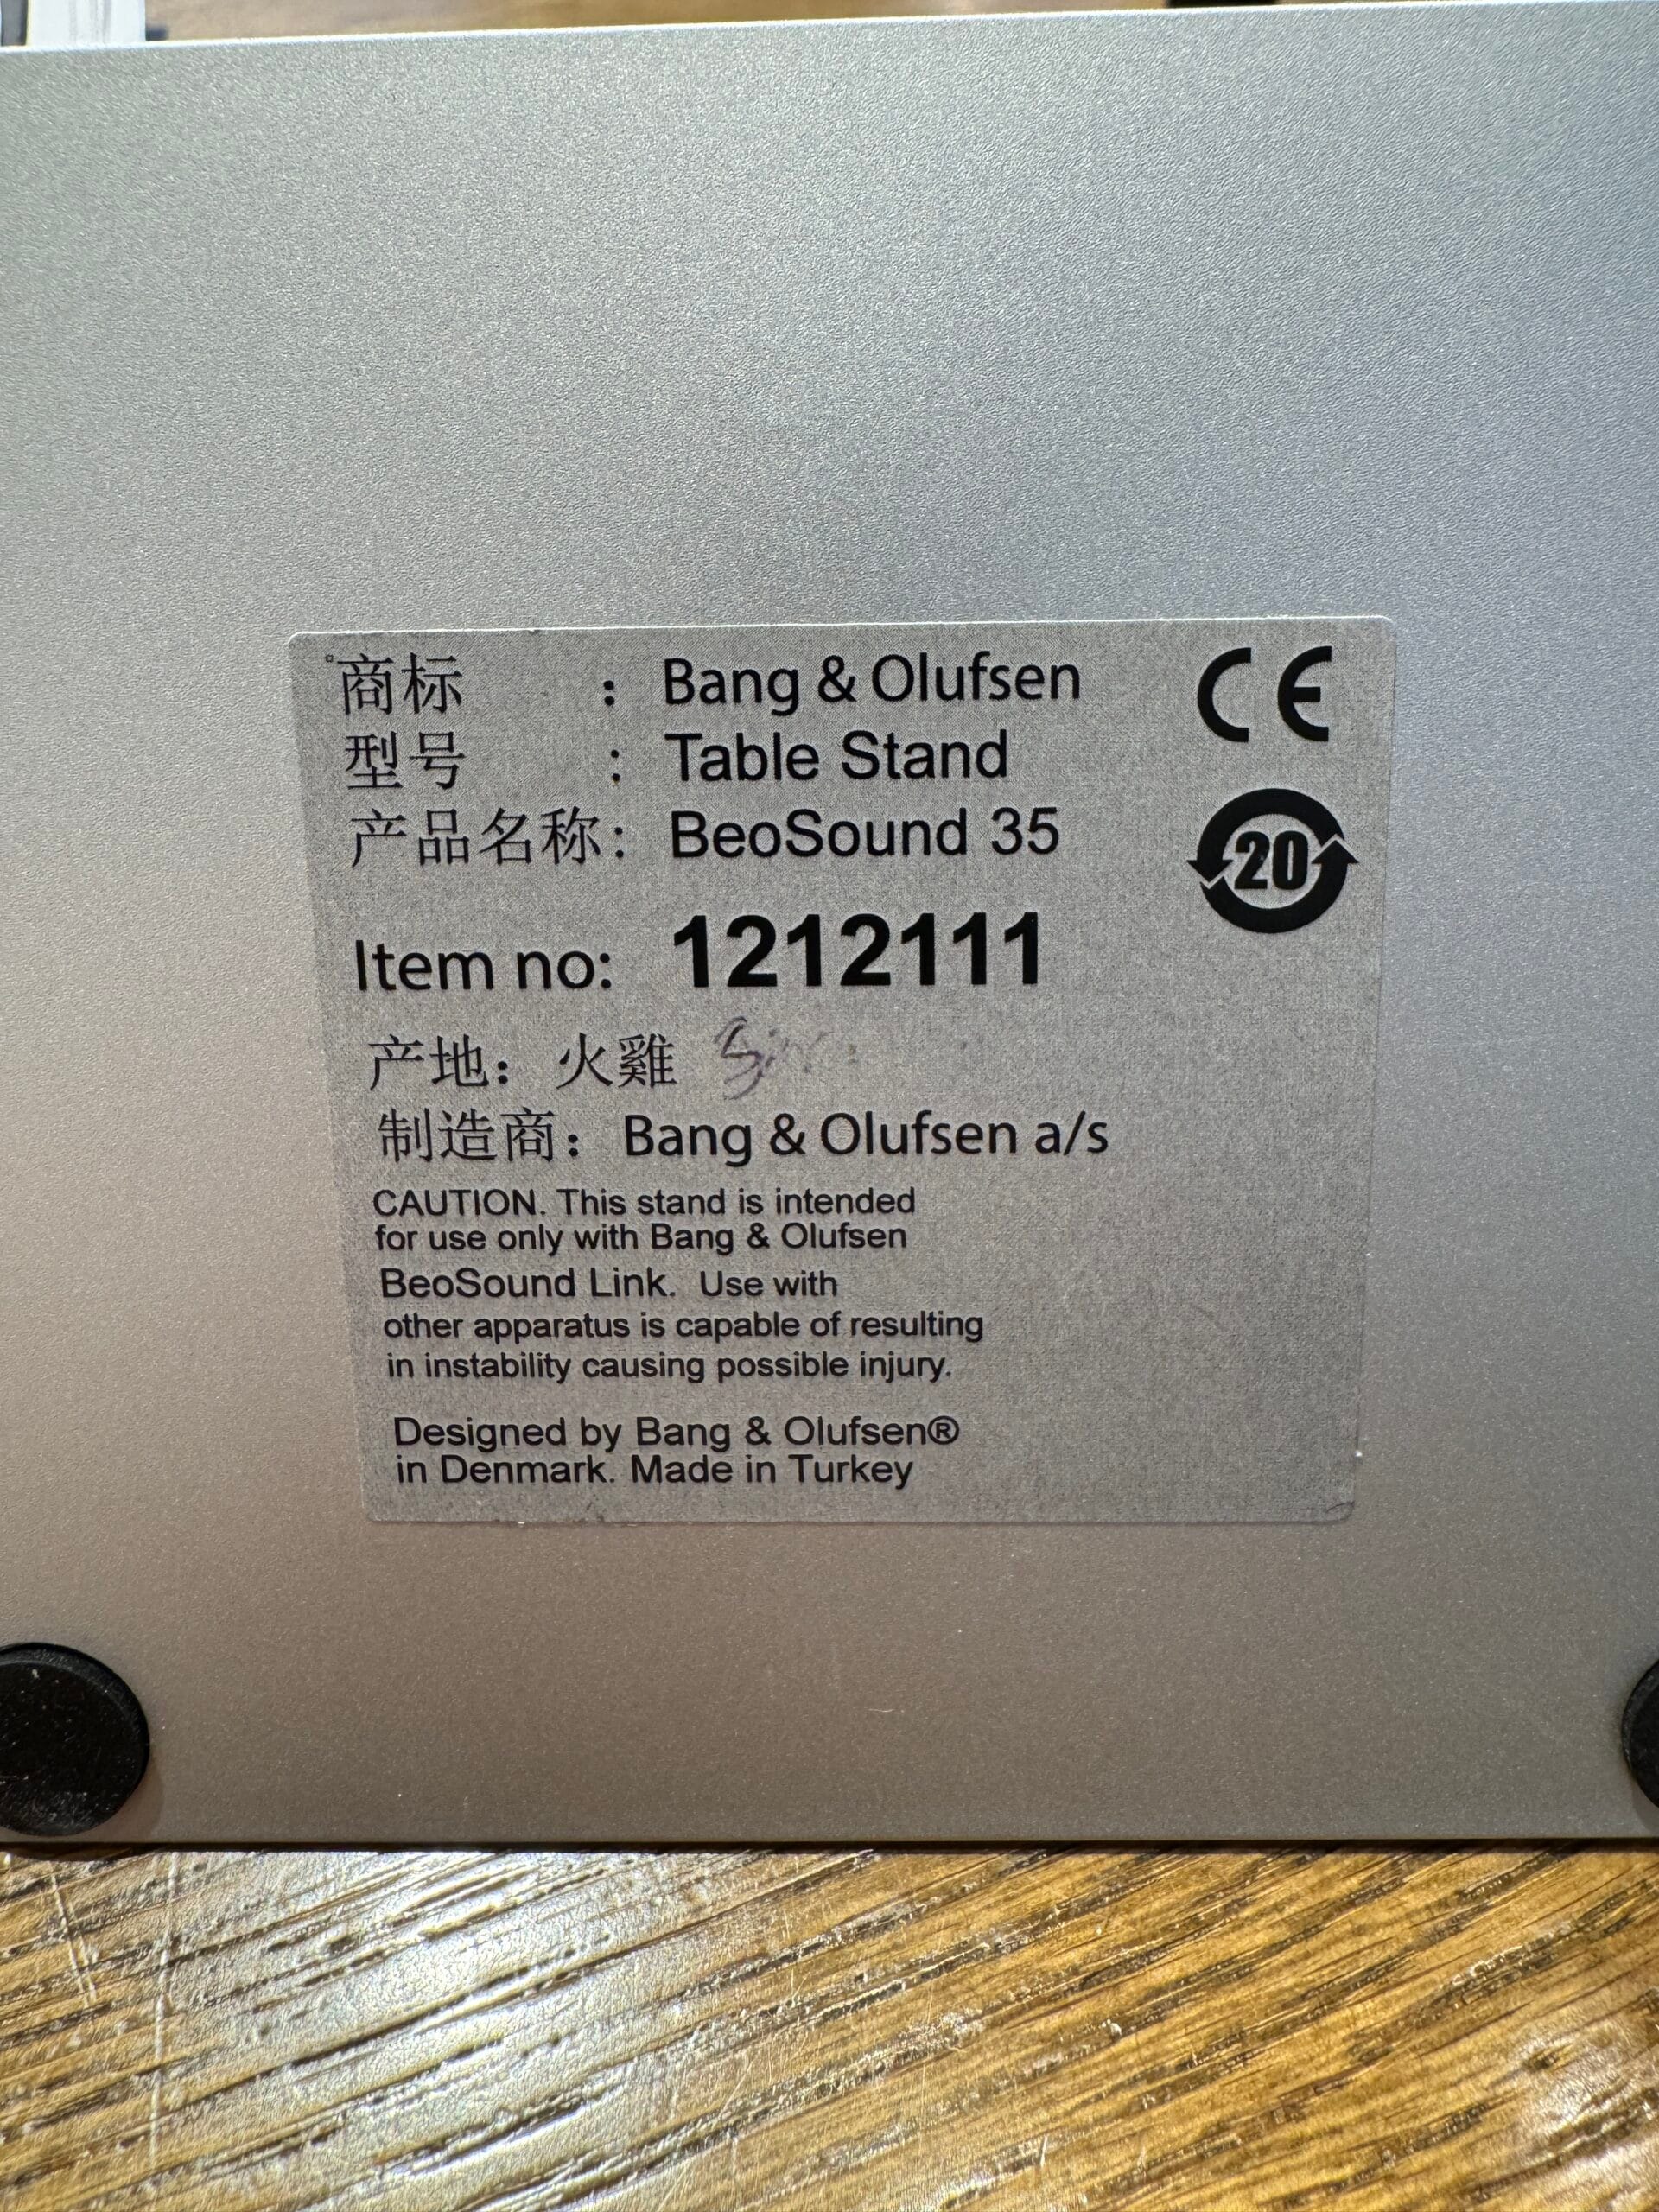 商标 : Bang & Olufsen
型号 : Table Stand
产品名称: BeoSound 35
CE
20
Item no: 1212111
产地: 火雞
制造商: Bang & Olufsen a/s
CAUTION. This stand is intended
for use only with Bang & Olufsen
BeoSound Link. Use with
other apparatus is capable of resulting
in instability causing possible injury.
Designed by Bang & Olufsen®
in Denmark. Made in Turkey